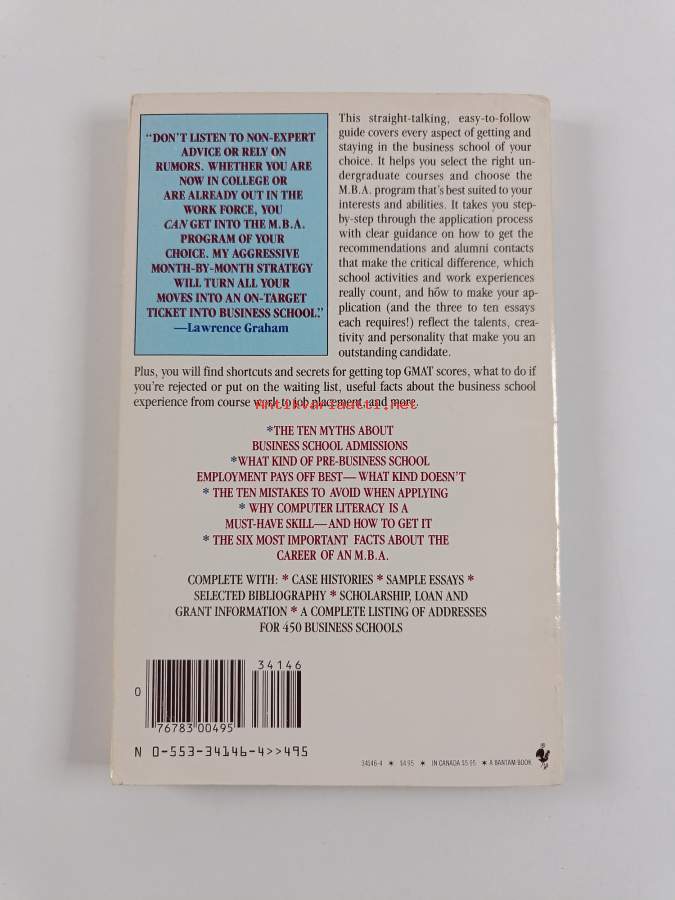 “DON'T LISTEN TO NON-EXPERT
ADVICE OR RELY ON
RUMORS. WHETHER YOU ARE
NOW IN COLLEGE OR
ARE ALREADY OUT IN THE
WORK FORCE, YOU
CAN GET INTO THE M.B.A.
PROGRAM OF YOUR
CHOICE. MY AGGRESSIVE
MONTH-BY-MONTH STRATEGY
WILL TURN ALL YOUR
MOVES INTO AN ON-TARGET
TICKET INTO BUSINESS SCHOOL.”
—Lawrence Graham
This straight-talking, easy-to-follow
guide covers every aspect of getting and
staying in the business school of your
choice. It helps you select the right un-
dergraduate courses and choose the
M.B.A. program that's best suited to your
interests and abilities. It takes you step-
by-step through the application process
with clear guidance on how to get the
recommendations and alumni contacts
that make the critical difference, which
school activities and work experiences
really count, and how to make your ap-
plication (and the three to ten essays
each requires!) reflect the talents, crea-
tivity and personality that make you an
outstanding candidate.
Plus, you will find shortcuts and secrets for getting top GMAT scores, what to do if
you're rejected or put on the waiting list, useful facts about the business school
experience from course work to job placement, and more.
Antikvariaatti.net
*THE TEN MYTHS ABOUT
BUSINESS SCHOOL ADMISSIONS
*WHAT KIND OF PRE-BUSINESS SCHOOL
EMPLOYMENT PAYS OFF BEST—WHAT KIND DOESN'T
* THE TEN MISTAKES TO AVOID WHEN APPLYING
* WHY COMPUTER LITERACY IS A
MUST-HAVE SKILL—AND HOW TO GET IT
* THE SIX MOST IMPORTANT FACTS ABOUT THE
CAREER OF AN M.B.A.
COMPLETE WITH: * CASE HISTORIES * SAMPLE ESSAYS *
SELECTED BIBLIOGRAPHY * SCHOLARSHIP, LOAN AND
GRANT INFORMATION * A COMPLETE LISTING OF ADDRESSES
FOR 450 BUSINESS SCHOOLS
34146
0
76783 00495
N 0-553-34146-4>>495
34146-4 * $4.95 * IN CANADA $5.95 * A BANTAM BOOK